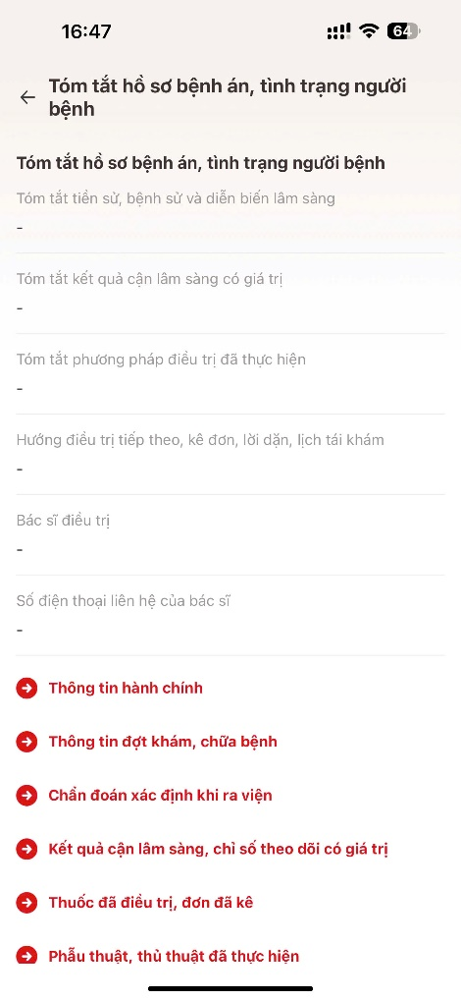 16:47
64
Tóm tắt hồ sơ bệnh án, tình trạng người
bệnh
Tóm tắt hồ sơ bệnh án, tình trạng người bệnh
Tóm tắt tiền sử, bệnh sử và diễn biến lâm sàng
-
Tóm tắt kết quả cận lâm sàng có giá trị
-
Tóm tắt phương pháp điều trị đã thực hiện
-
Hướng điều trị tiếp theo, kê đơn, lời dặn, lịch tái khám
-
Bác sĩ điều trị
-
Số điện thoại liên hệ của bác sĩ
-
Thông tin hành chính
Thông tin đợt khám, chữa bệnh
Chẩn đoán xác định khi ra viện
Kết quả cận lâm sàng, chỉ số theo dõi có giá trị
Thuốc đã điều trị, đơn đã kê
Phẫu thuật, thủ thuật đã thực hiện